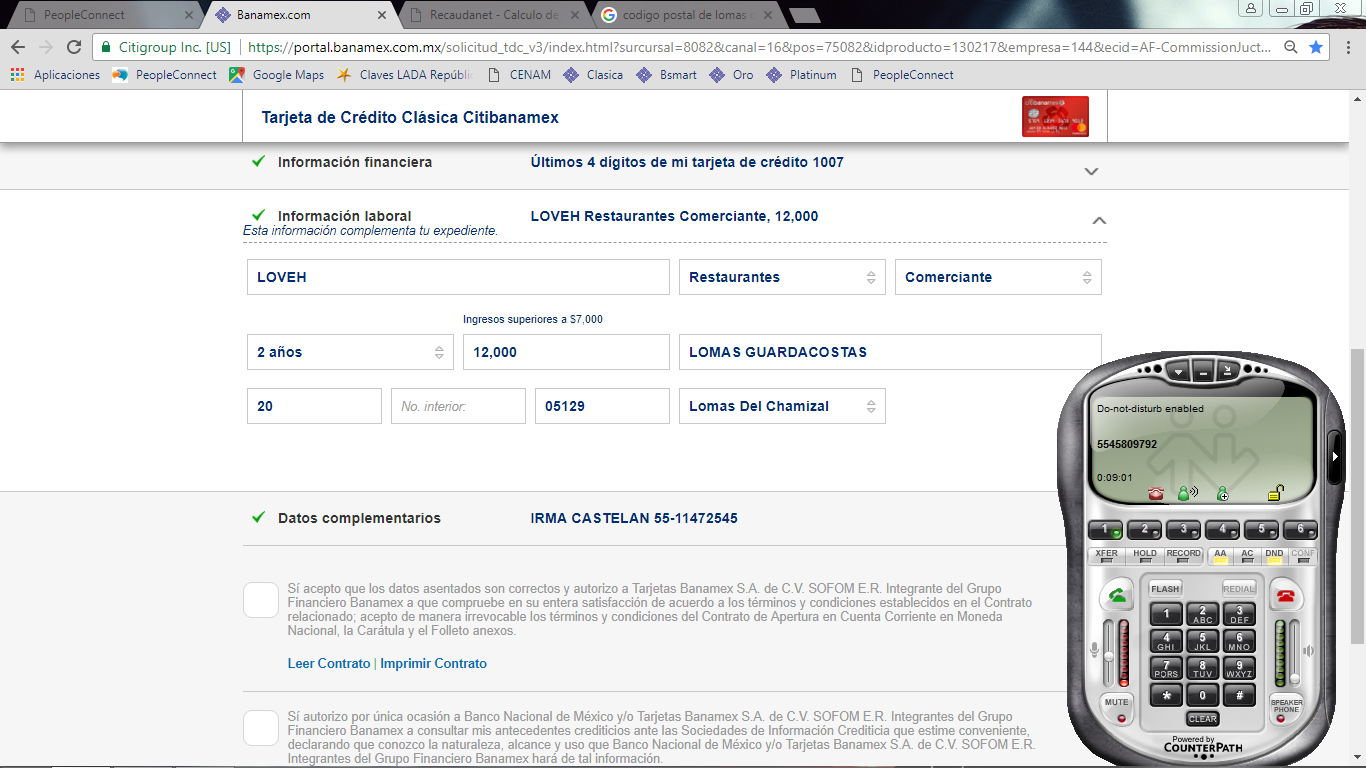 PeopleConnect
Banamex.com
Recaudanet - Calculo de
codigo postal de lomas
Citigroup Inc. [US] https://portal.banamex.com.mx/solicitud_tdc_v3/index.html?surcursal=8082&canal=16&pos=75082&idproducto=130217&empresa=144&ecid=AF-CommissionJuct...
Aplicaciones PeopleConnect Google Maps Claves LADA Repúblic CENAM Clasica Bsmart Oro Platinum PeopleConnect
Tarjeta de Crédito Clásica Citibanamex
Información financiera Últimos 4 dígitos de mi tarjeta de crédito 1007
Información laboral LOVEH Restaurantes Comerciante, 12,000
Esta información complementa tu expediente.
LOVEH Restaurantes Comerciante
Ingresos superiores a $7,000
2 años 12,000 LOMAS GUARDACOSTAS
20 No. interior: 05129 Lomas Del Chamizal
Datos complementarios IRMA CASTELAN 55-11472545
Sí acepto que los datos asentados son correctos y autorizo a Tarjetas Banamex S.A. de C.V. SOFOM E.R. Integrante del Grupo
Financiero Banamex a que compruebe en su entera satisfacción de acuerdo a los términos y condiciones establecidos en el Contrato
relacionado; acepto de manera irrevocable los términos y condiciones del Contrato de Apertura en Cuenta Corriente en Moneda
Nacional, la Carátula y el Folleto anexos.
Leer Contrato | Imprimir Contrato
Sí autorizo por única ocasión a Banco Nacional de México y/o Tarjetas Banamex S.A. de C.V. SOFOM E.R. Integrantes del Grupo
Financiero Banamex a consultar mis antecedentes crediticios ante las Sociedades de Información Crediticia que estime conveniente,
declarando que conozco la naturaleza; alcance y uso que Banco Nacional de México y/o Tarjetas Banamex S.A. de C.V. SOFOM E.R.
Integrantes del Grupo Financiero Banamex hará de tal información.
Do-not-disturb enabled
5545809792
0:09:01
1 2 3 4 5 6
XFER HOLD RECORD AA AC DND CONF
FLASH REDIAL
1 2 ABC 3 DEF
4 GHI 5 JKL 6 MNO
7 PQRS 8 TUV 9 WXYZ
* 0 #
MUTE CLEAR SPEAKER PHONE
Powered by
COUNTERPATH